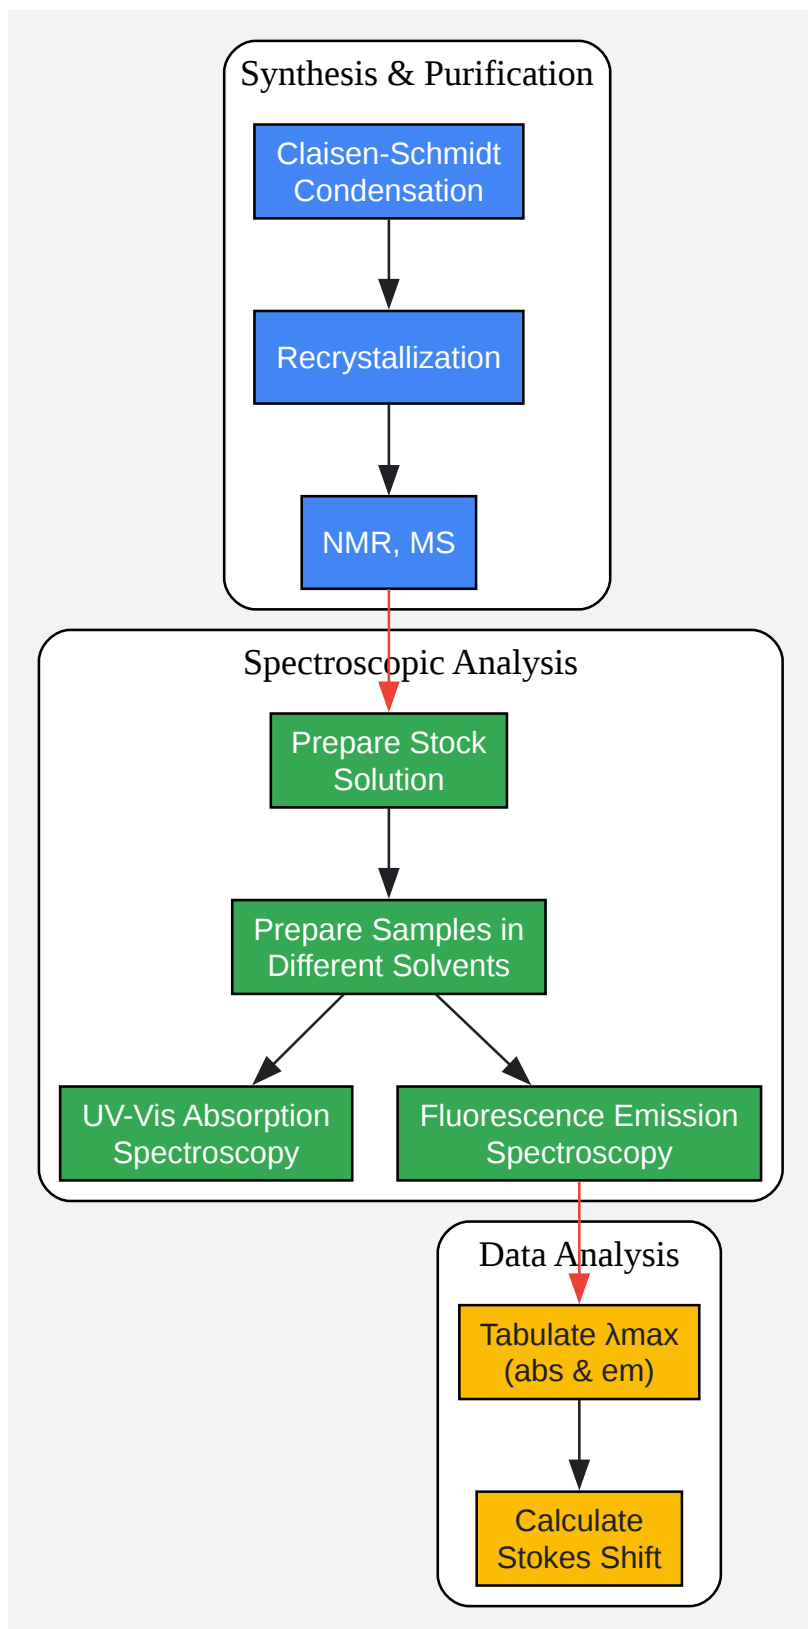 Synthesis & Purification
Claisen-Schmidt
Condensation
Recrystallization
NMR, MS
Spectroscopic Analysis
Prepare Stock
Solution
Prepare Samples in
Different Solvents
UV-Vis Absorption
Spectroscopy
Fluorescence Emission
Spectroscopy
Data Analysis
Tabulate λmax
(abs & em)
Calculate
Stokes Shift